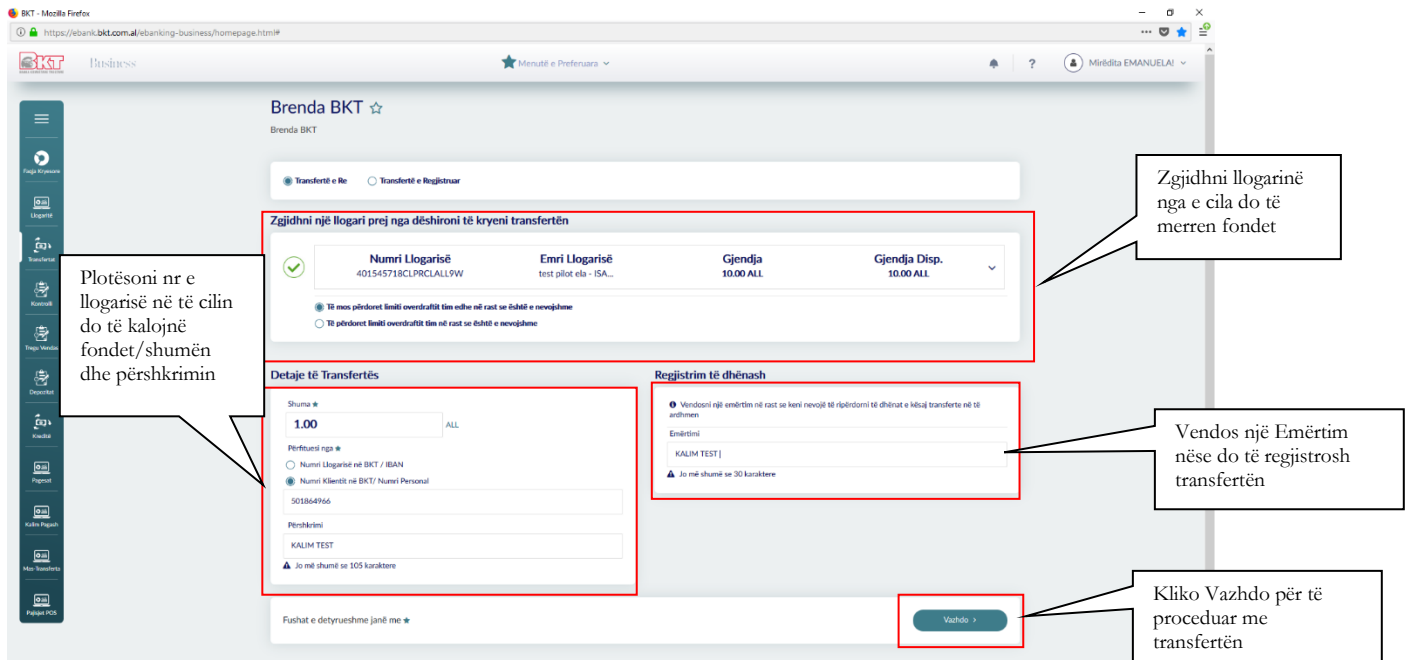 BKT - Mozilla Firefox
https://ebank.bkt.com.al/ebanking-business/homepage.html#
BKT Business
Menutë e Preferuara
?
Mirëdita EMANUELA!
Brenda BKT
Brenda BKT
Faqja Kryesore
Llogaritë
Transfertat
Kontrolli
Tregu Vendas
Depozitat
Kreditë
Pagesat
Kalim Pagash
Mas-Transferta
Pajisjet POS
Transfertë e Re
Transfertë e Regjistruar
Zgjidhni një llogari prej nga dëshironi të kryeni transfertën
Numri Llogarisë
401545718CLPRCLALL9W
Emri Llogarisë
test pilot ela - ISA...
Gjendja
10.00 ALL
Gjendja Disp.
10.00 ALL
Të mos përdoret limiti overdraftit tim edhe në rast se është e nevojshme
Të përdoret limiti overdraftit tim në rast se është e nevojshme
Zgjidhni llogarinë
nga e cila do të
merren fondet
Plotësoni nr e
llogarisë në të cilin
do të kalojnë
fondet/shumën
dhe përshkrimin
Detaje të Transfertës
Shuma
1.00
ALL
Përfituesi nga
Numri Llogarisë në BKT / IBAN
Numri Klientit në BKT/ Numri Personal
501864966
Përshkrimi
KALIM TEST
Jo më shumë se 105 karaktere
Regjistrim të dhënash
Vendosni një emërtim në rast se keni nevojë të ripërdorni të dhënat e kësaj transferte në të
ardhmen
Emërtimi
KALIM TEST
Jo më shumë se 30 karaktere
Vendos një Emërtim
nëse do të regjistrosh
transfertën
Fushat e detyrueshme janë me
Vazhdo >
Kliko Vazhdo për të
proceduar me
transfertën